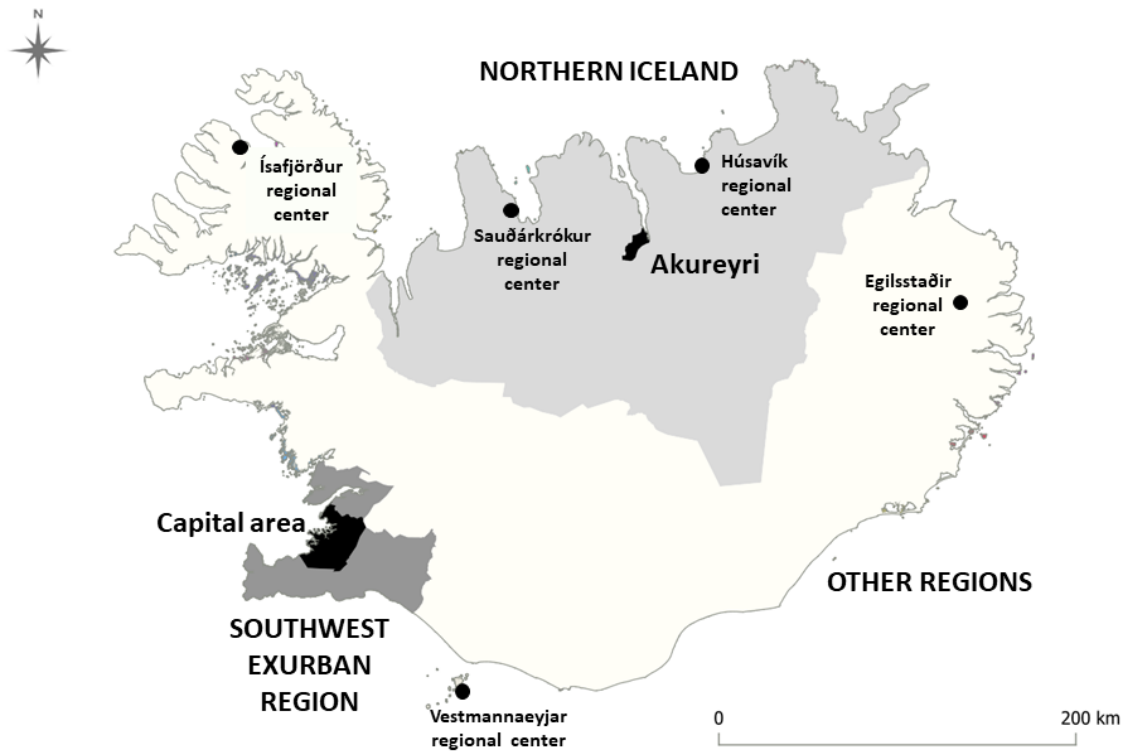 N
NORTHERN ICELAND
Ísafjörður
regional
center
Húsavík
regional
center
Sauðárkrókur
regional
center
Akureyri
Egilsstaðir
regional
center
Capital area
OTHER REGIONS
SOUTHWEST
EXURBAN
REGION
Vestmannaeyjar
regional center
0
200 km